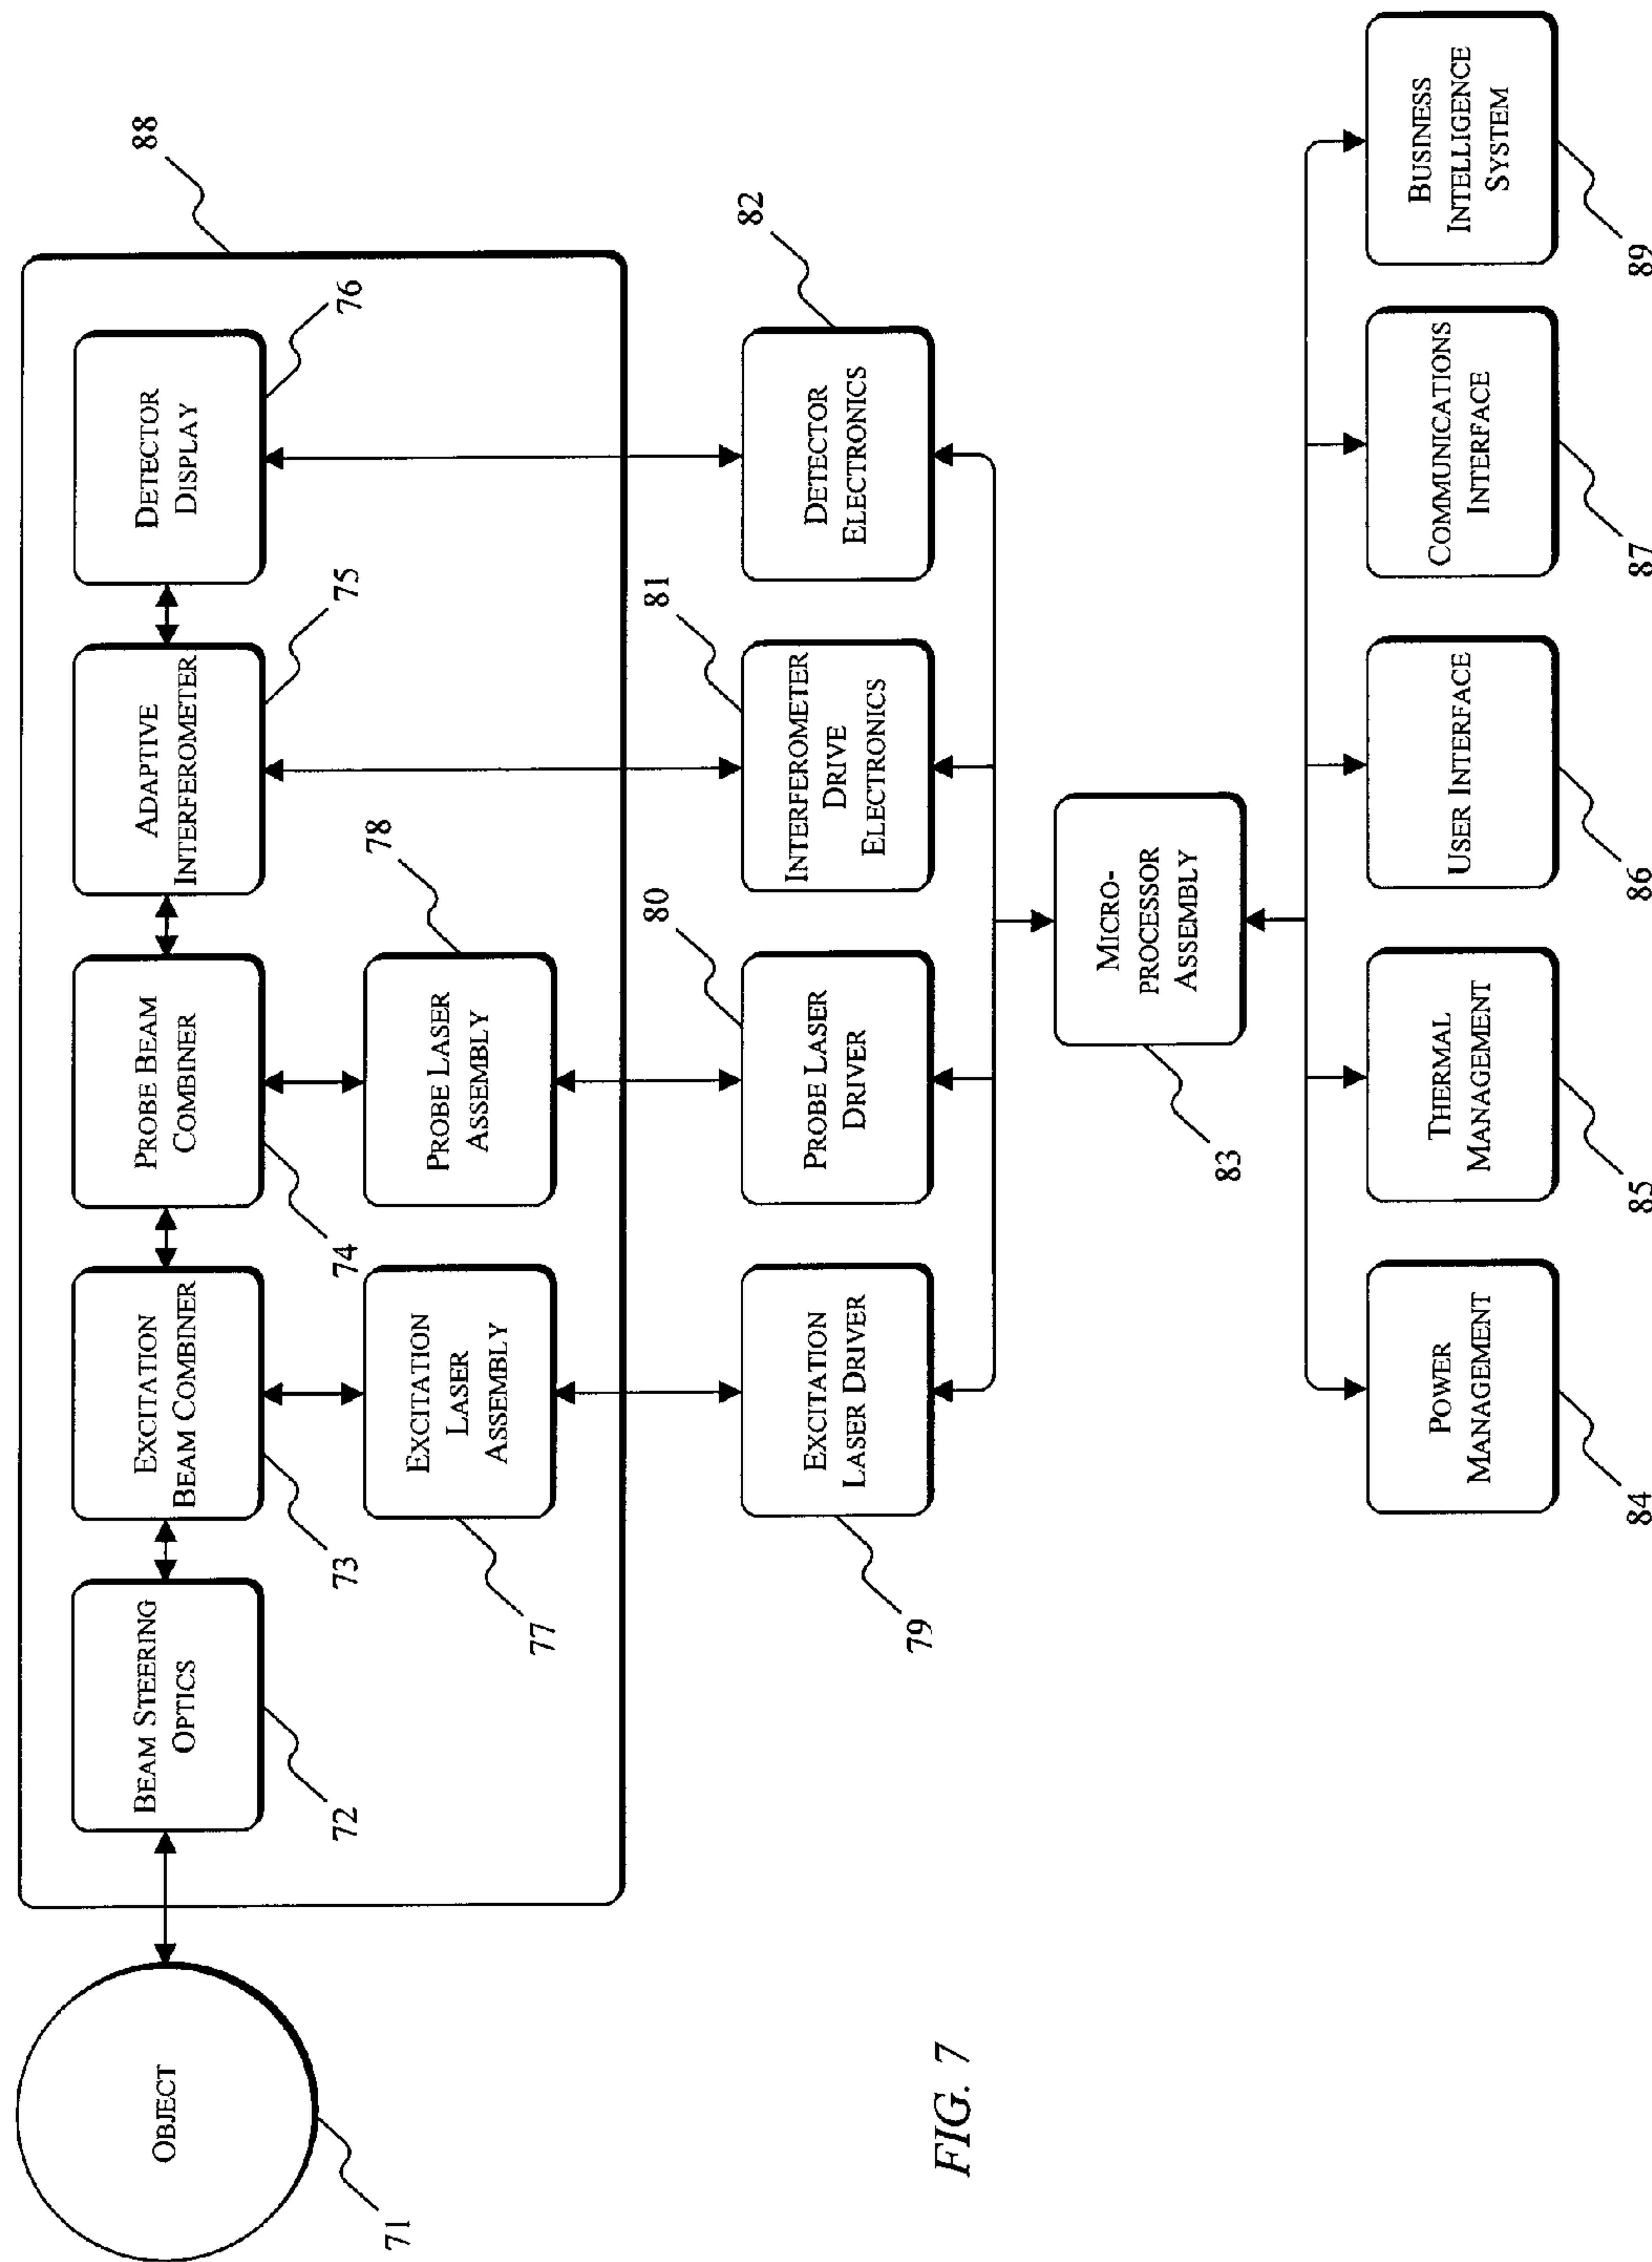 88
OBJECT
71
BEAM STEERING
OPTICS
72
EXCITATION
BEAM COMBINER
73
PROBE BEAM
COMBINER
74
ADAPTIVE
INTERFEROMETER
75
DETECTOR
DISPLAY
76
EXCITATION
LASER
ASSEMBLY
77
PROBE LASER
ASSEMBLY
78
EXCITATION
LASER DRIVER
79
PROBE LASER
DRIVER
80
INTERFEROMETER
DRIVE
ELECTRONICS
81
DETECTOR
ELECTRONICS
82
MICRO-
PROCESSOR
ASSEMBLY
83
POWER
MANAGEMENT
84
THERMAL
MANAGEMENT
85
USER INTERFACE
86
COMMUNICATIONS
INTERFACE
87
BUSINESS
INTELLIGENCE
SYSTEM
89
FIG. 7